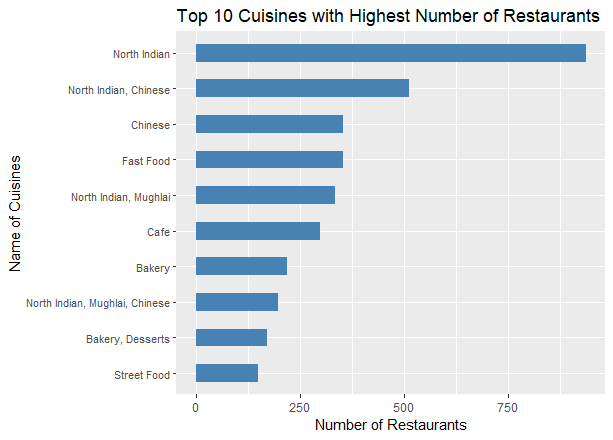 Top 10 Cuisines with Highest Number of Restaurants
Name of Cuisines
North Indian
North Indian, Chinese
Chinese
Fast Food
North Indian, Mughlai
Cafe
Bakery
North Indian, Mughlai, Chinese
Bakery, Desserts
Street Food
0 250 500 750
Number of Restaurants